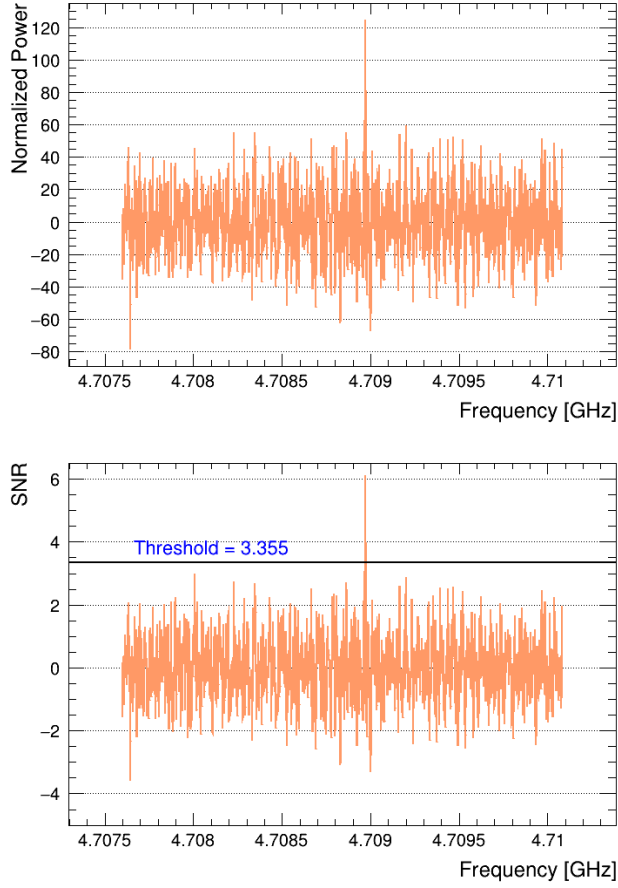 Normalized Power
120
100
80
60
40
20
0
−20
−40
−60
−80
4.7075 4.708 4.7085 4.709 4.7095 4.71
Frequency [GHz]
SNR
6
4
Threshold = 3.355
2
0
−2
−4
4.7075 4.708 4.7085 4.709 4.7095 4.71
Frequency [GHz]